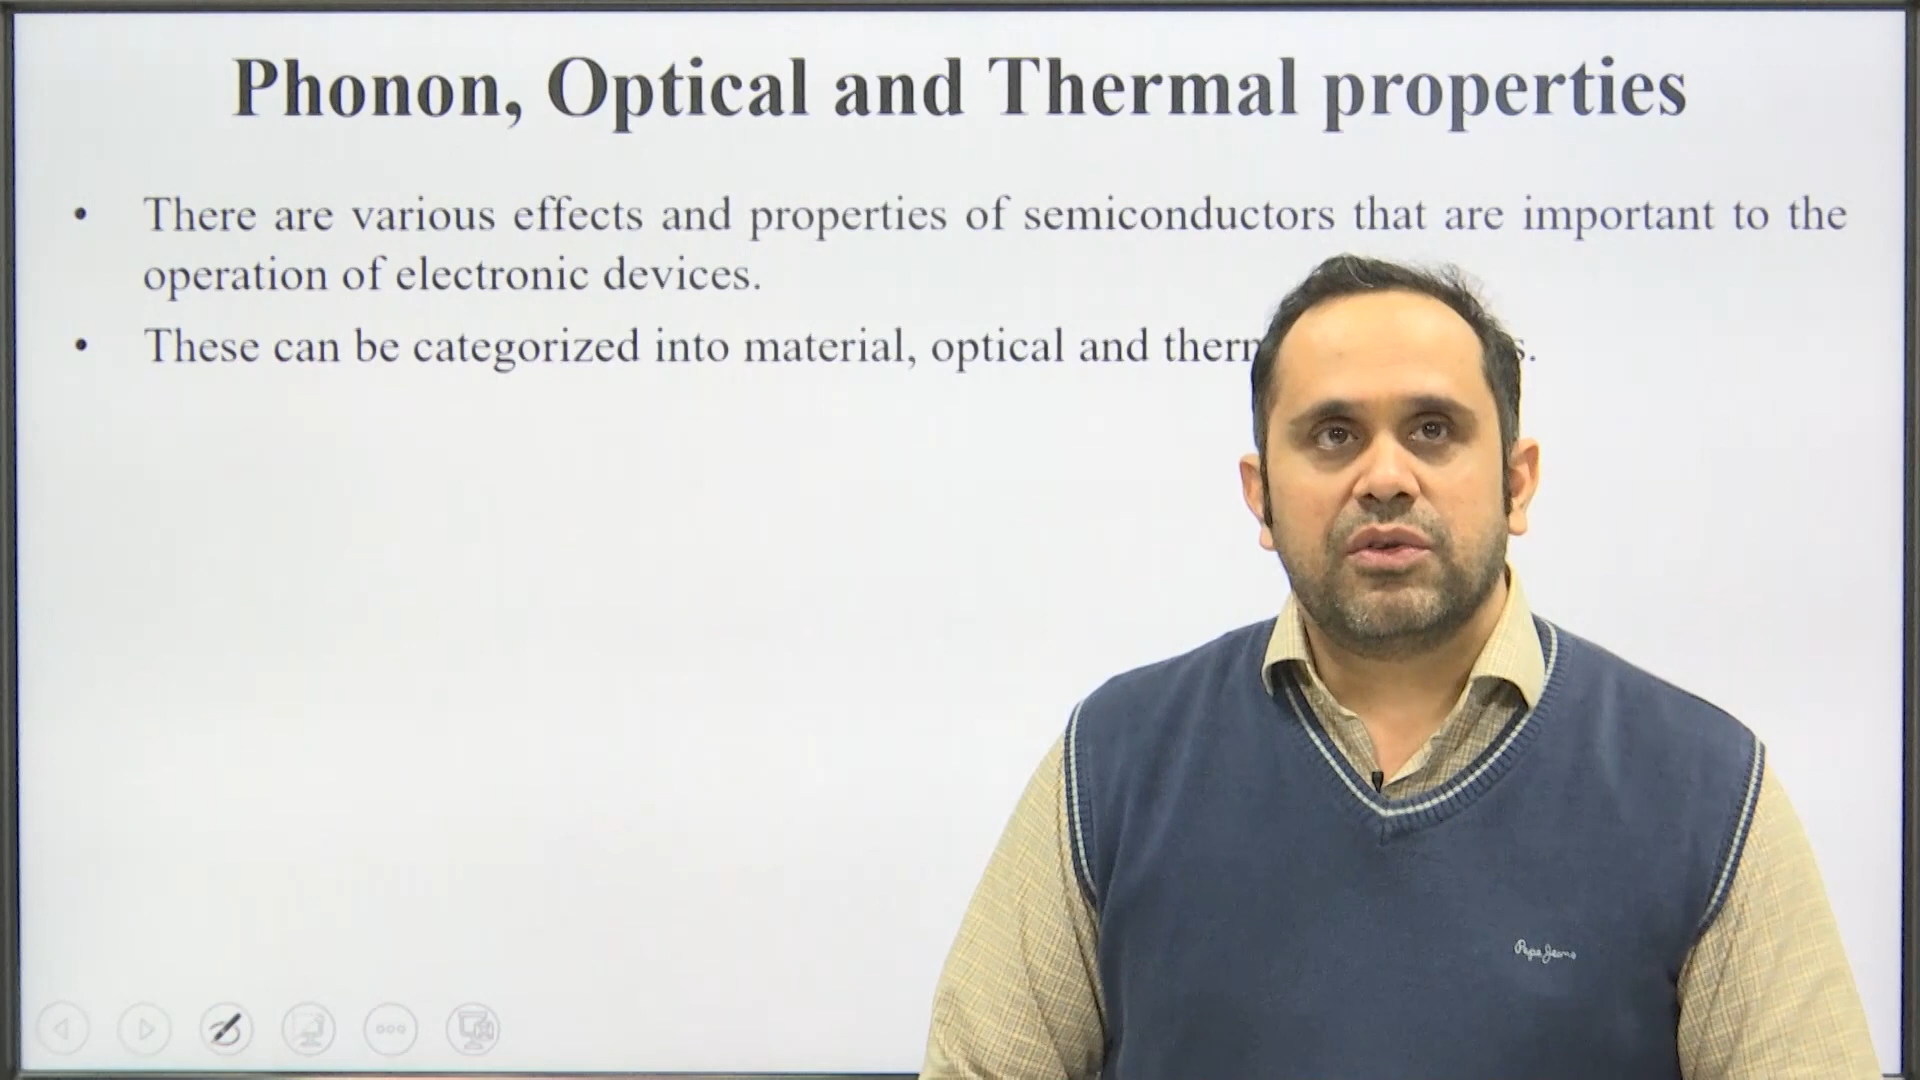 Phonon, Optical and Thermal properties
• There are various effects and properties of semiconductors that are important to the
operation of electronic devices.
• These can be categorized into material, optical and
Pepe Jeans